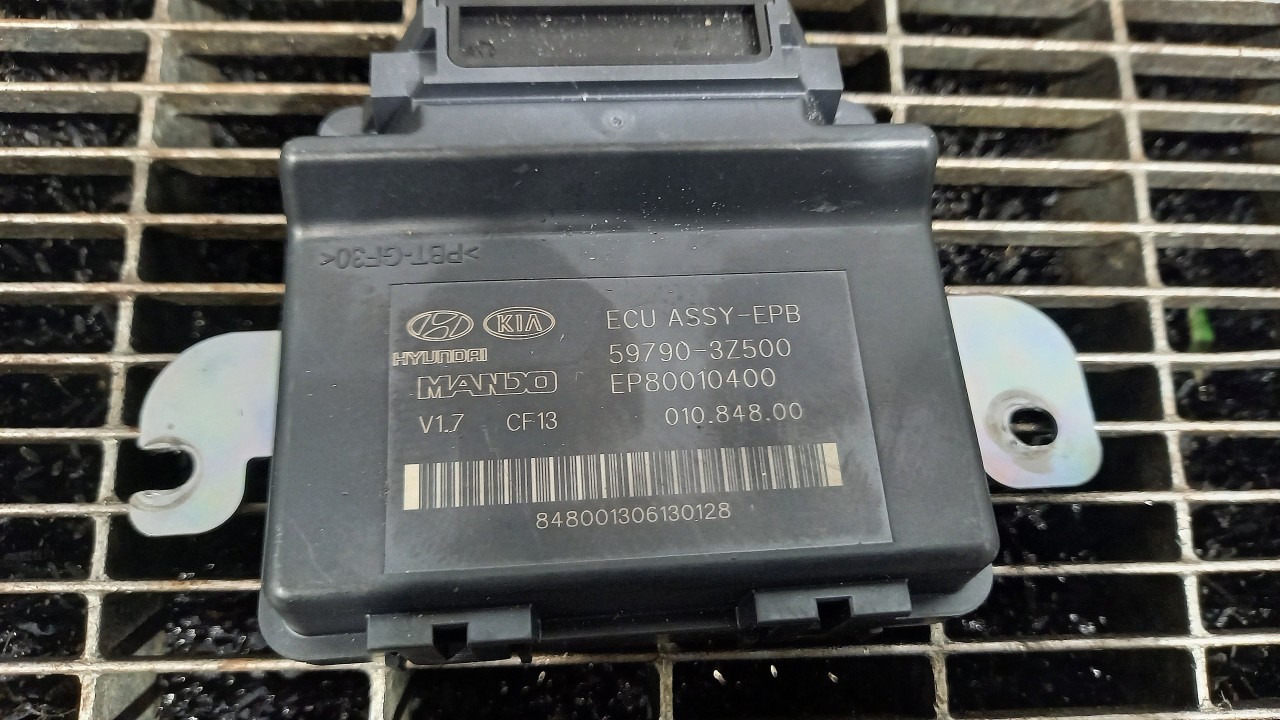 >PBT-GF30<
KIA ECU ASSY-EPB
HYUNDAI 59790-3Z500
MANDO EP80010400
V1.7 CF13 010.848.00
848001306130128